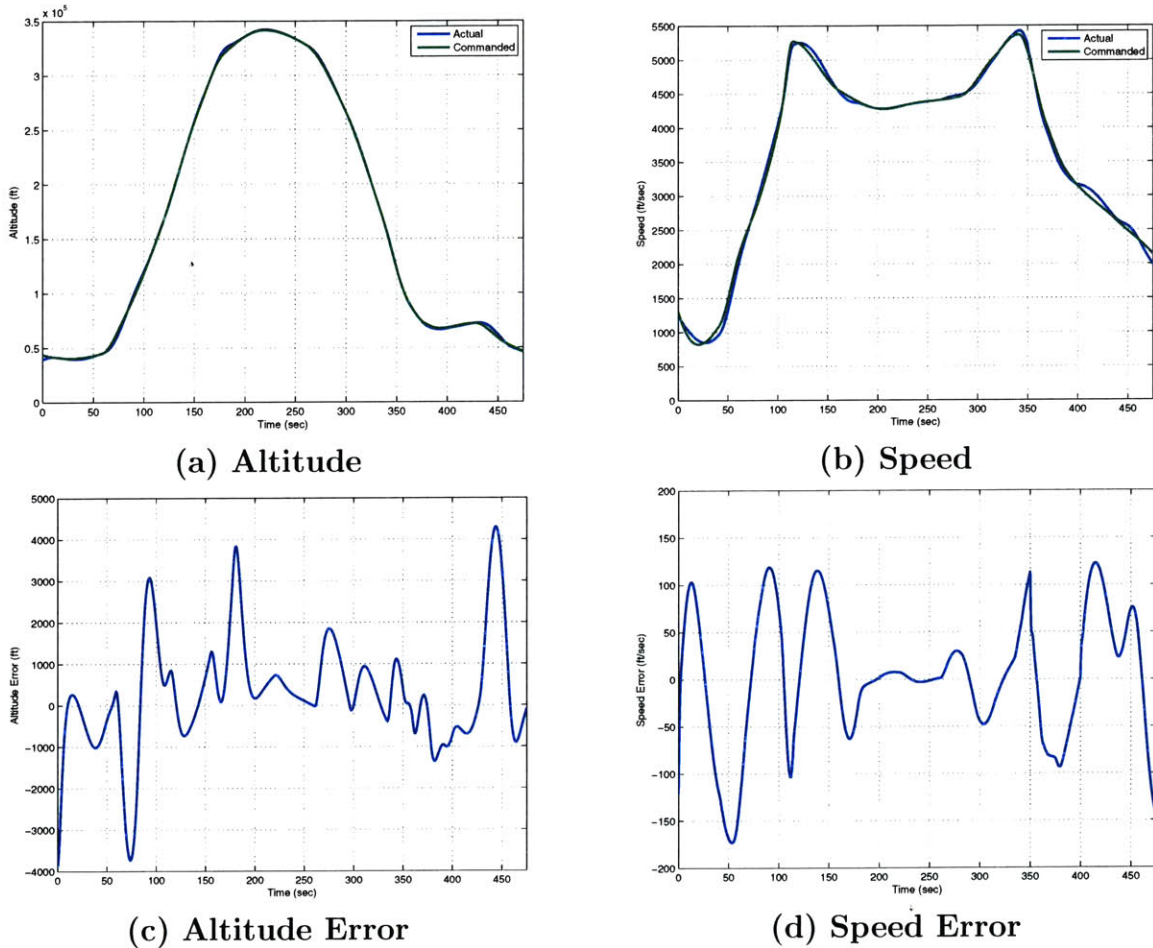 3.5 x 10^5
Actual
Commanded
3
2.5
2
1.5
1
0.5
0
0 50 100 150 200 250 300 350 400 450
Time (sec)
Altitude (ft)
(a) Altitude
5500
Actual
Commanded
5000
4500
4000
3500
3000
2500
2000
1500
1000
500
0
0 50 100 150 200 250 300 350 400 450
Time (sec)
Speed (ft/sec)
(b) Speed
5000
4000
3000
2000
1000
0
−1000
−2000
−3000
−4000
0 50 100 150 200 250 300 350 400 450
Time (sec)
Altitude Error (ft)
(c) Altitude Error
200
150
100
50
0
−50
−100
−150
−200
0 50 100 150 200 250 300 350 400 450
Time (sec)
Speed Error (ft/sec)
(d) Speed Error